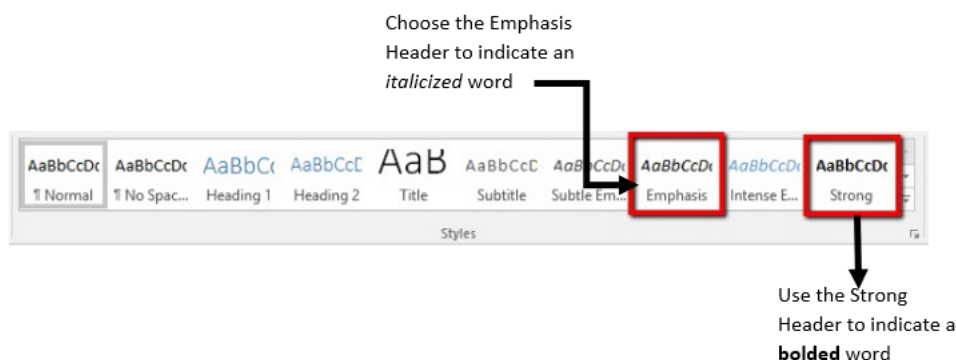 Choose the Emphasis
Header to indicate an
italicized word
AaBbCcDc AaBbCcDc AaBbCc AaBbCcE AaB AaBbCcD AaBbCcDc AaBbCcDc AaBbCcDc AaBbCcDc
¶ Normal ¶ No Spac... Heading 1 Heading 2 Title Subtitle Subtle Em... Emphasis Intense E... Strong
Styles
Use the Strong
Header to indicate a
bolded word